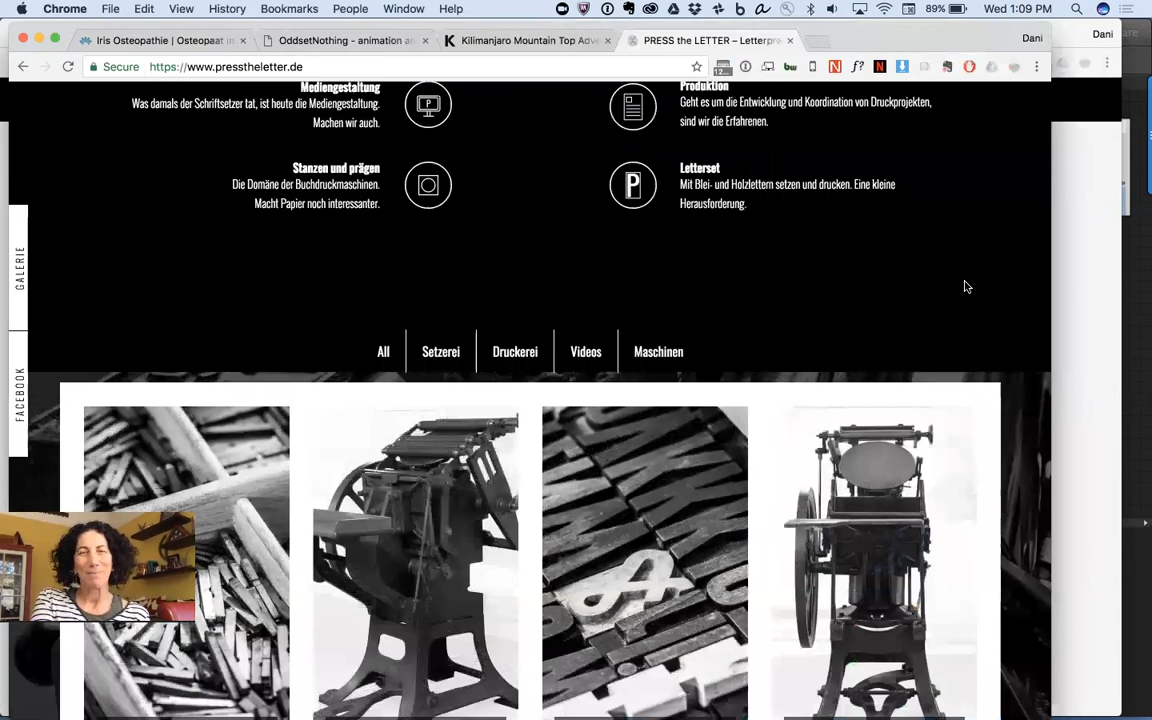 Chrome File Edit View History Bookmarks People Window Help
89% Wed 1:09 PM
Iris Osteopathie | Osteopaat in
OddsetNothing - animation an
Kilimanjaro Mountain Top Adve
PRESS the LETTER – Letterpre
Dani
Dani
Secure https://www.presstheletter.de
Mediengestaltung
Was damals der Schriftsetzer tat, ist heute die Mediengestaltung.
Machen wir auch.
P
Produktion
Geht es um die Entwicklung und Koordination von Druckprojekten,
sind wir die Erfahrenen.
Stanzen und prägen
Die Domäne der Buchdruckmaschinen.
Macht Papier noch interessanter.
P
Letterset
Mit Blei- und Holzlettern setzen und drucken. Eine kleine
Herausforderung.
GALERIE
FACEBOOK
All Setzerei Druckerei Videos Maschinen
&